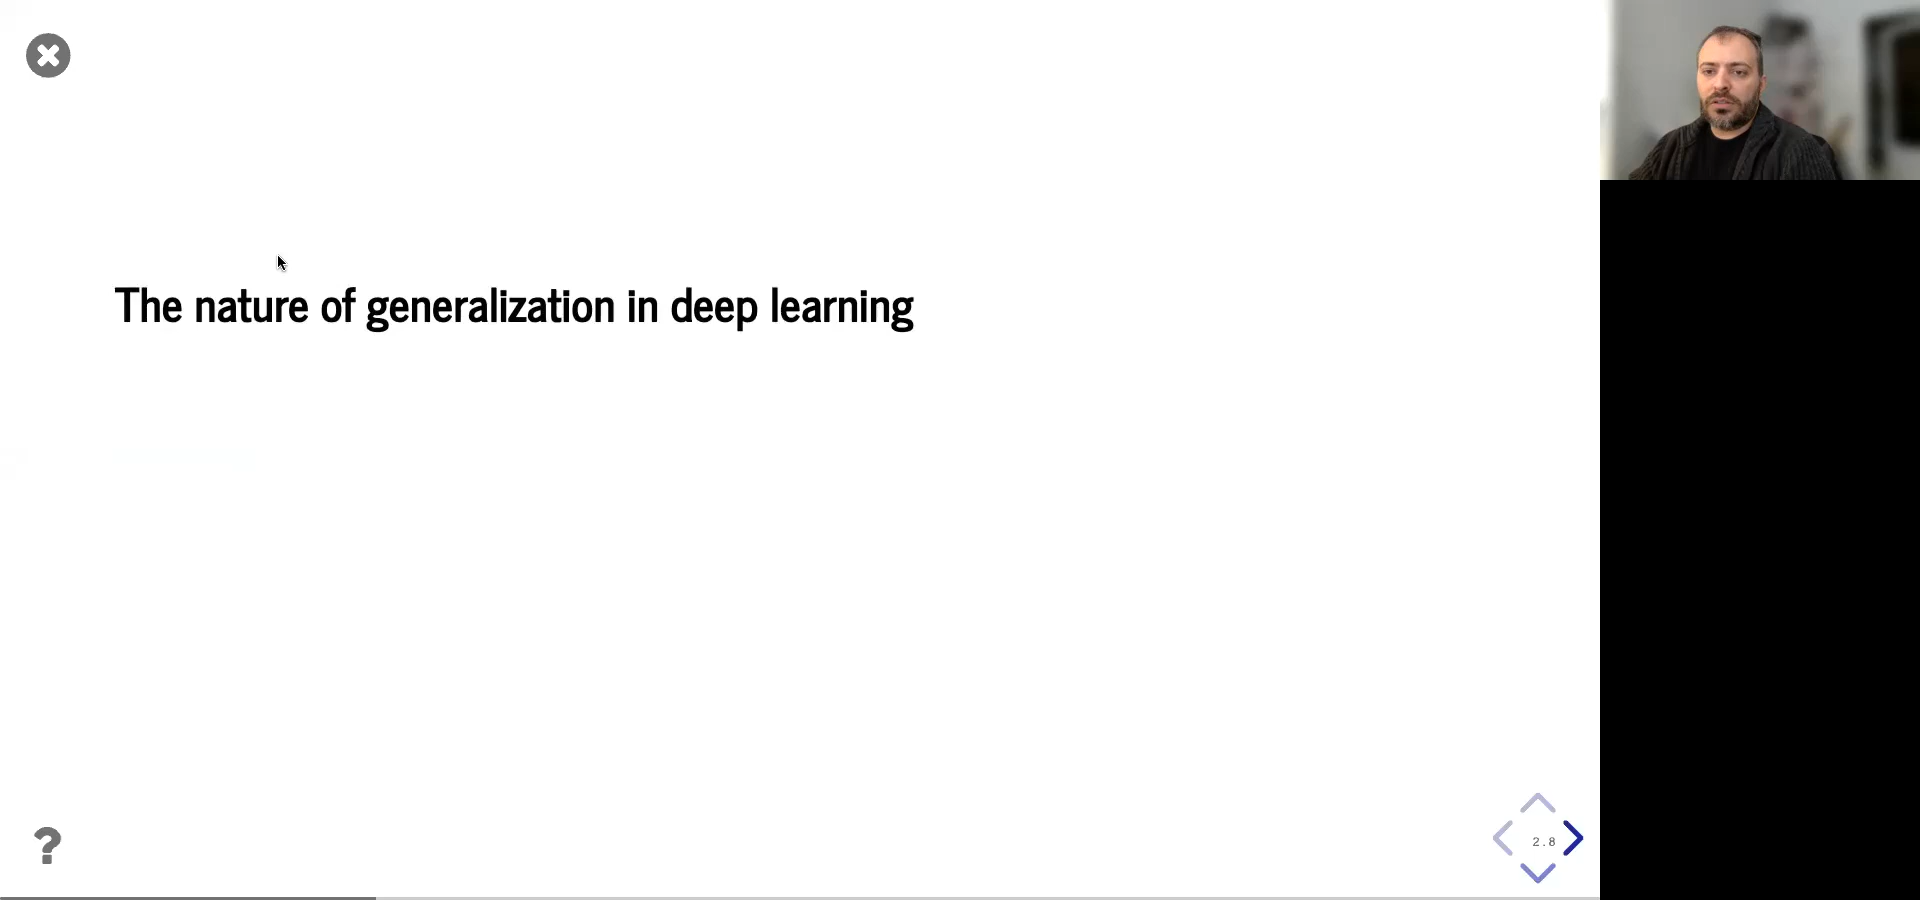 The nature of generalization in deep learning
?
2.8